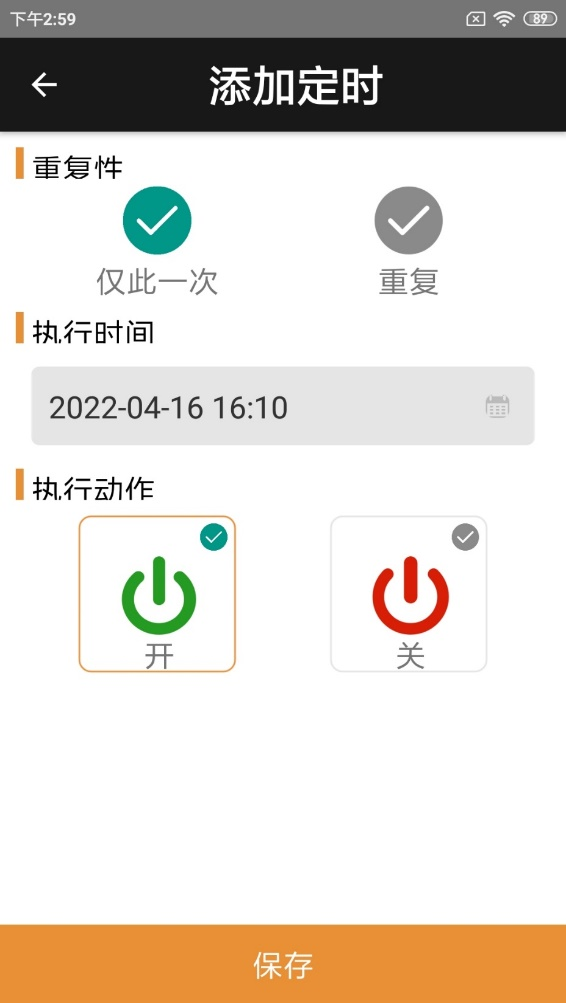 下午2:59
89
添加定时
重复性
仅此一次 重复
执行时间
2022-04-16 16:10
执行动作
开 关
保存